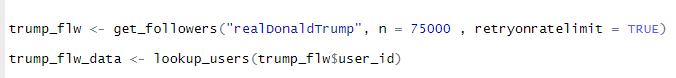 trump_flw <- get_followers("realDonaldTrump", n = 75000 , retryonratelimit = TRUE)
trump_flw_data <- lookup_users(trump_flw$user_id)